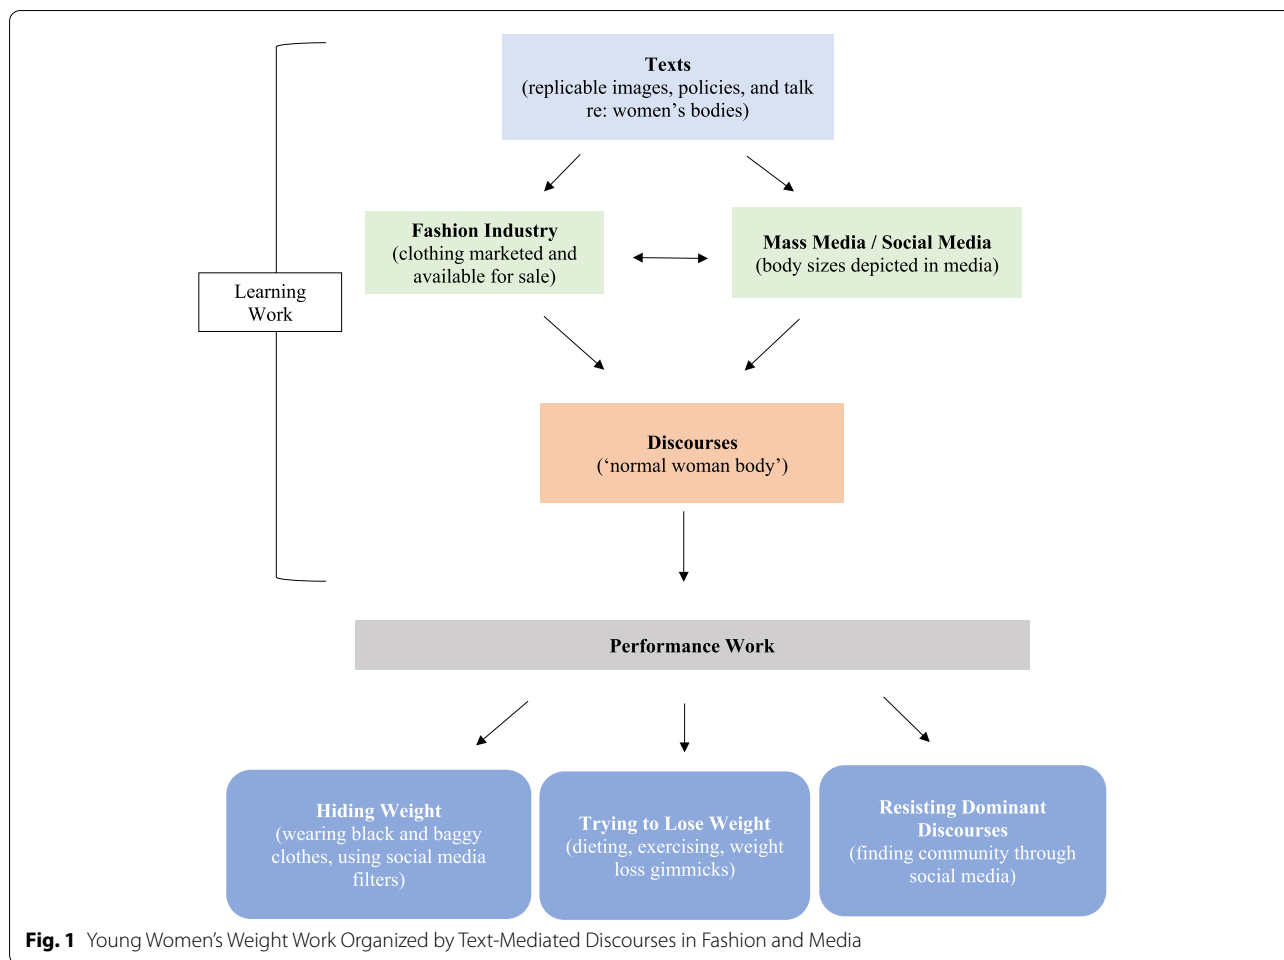 Texts
(replicable images, policies, and talk
re: women’s bodies)
Fashion Industry
(clothing marketed and
available for sale)
Mass Media / Social Media
(body sizes depicted in media)
Learning
Work
Discourses
(‘normal woman body’)
Performance Work
Hiding Weight
(wearing black and baggy
clothes, using social media
filters)
Trying to Lose Weight
(dieting, exercising, weight
loss gimmicks)
Resisting Dominant
Discourses
(finding community through
social media)
Fig. 1 Young Women’s Weight Work Organized by Text-Mediated Discourses in Fashion and Media